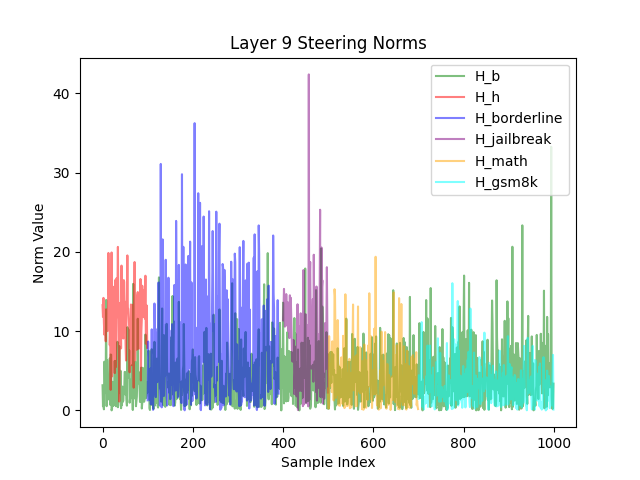 Layer 9 Steering Norms
H_b
H_h
H_borderline
H_jailbreak
H_math
H_gsm8k
Norm Value
40
30
20
10
0
0
200
400
600
800
1000
Sample Index